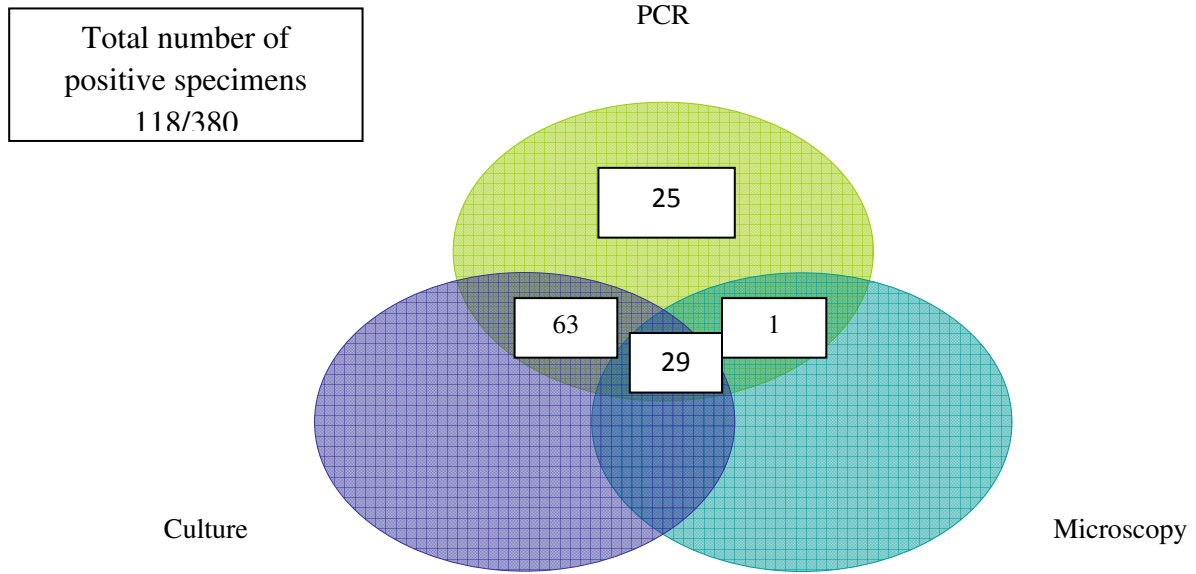 PCR
Total number of
positive specimens
118/380
25
63
1
29
Culture
Microscopy